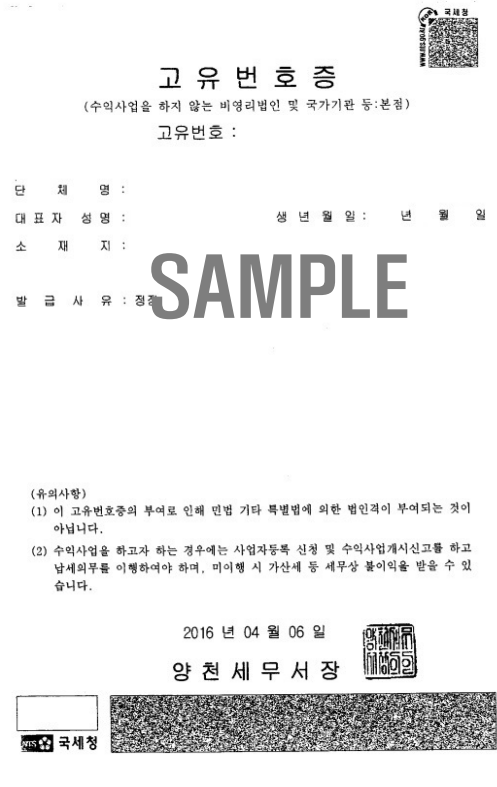 국세청
www.nts.go.kr
고유번호증
(수익사업을 하지 않는 비영리법인 및 국가기관 등:본점)
고유번호 :
단 체 명 :
대표자 성명 : 생년월일 : 년 월 일
소 재 지 :
발 급 사 유 : 정정
SAMPLE
(유의사항)
(1) 이 고유번호증의 부여로 인해 민법 기타 특별법에 의한 법인격이 부여되는 것이
아닙니다.
(2) 수익사업을 하고자 하는 경우에는 사업자등록 신청 및 수익사업개시신고를 하고
납세의무를 이행하여야 하며, 미이행 시 가산세 등 세무상 불이익을 받을 수 있
습니다.
2016 년 04 월 06 일
양천세무서장
NTS 국세청